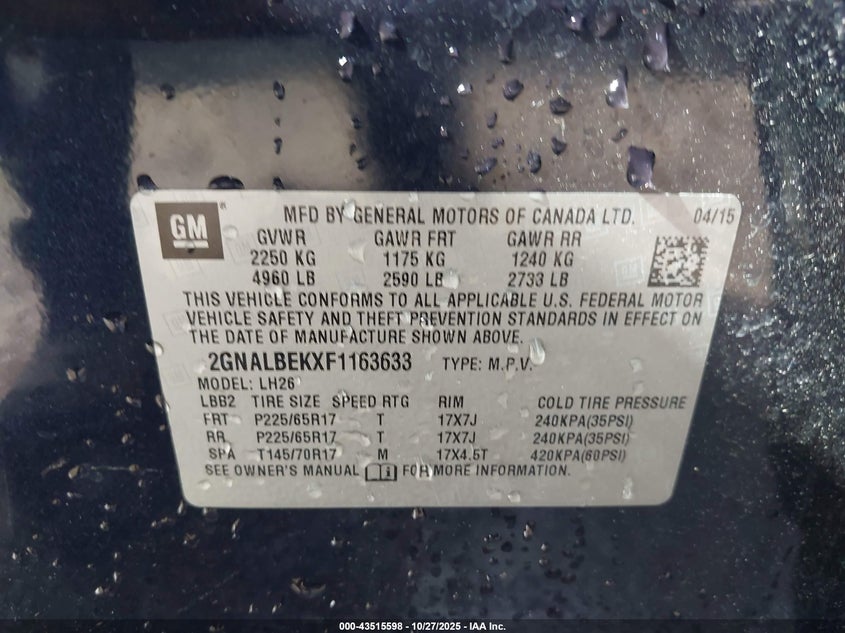 GM ®
MFD BY GENERAL MOTORS OF CANADA LTD. 04/15
GVWR GAWR FRT GAWR RR
2250 KG 1175 KG 1240 KG
4960 LB 2590 LB 2733 LB
THIS VEHICLE CONFORMS TO ALL APPLICABLE U.S. FEDERAL MOTOR
VEHICLE SAFETY AND THEFT PREVENTION STANDARDS IN EFFECT ON
THE DATE OF MANUFACTURE SHOWN ABOVE.
2GNALBEKXF1163633 TYPE: M.P.V.
MODEL: LH26
LBB2 TIRE SIZE SPEED RTG RIM COLD TIRE PRESSURE
FRT P225/65R17 T 17X7J 240KPA(35PSI)
RR P225/65R17 T 17X7J 240KPA(35PSI)
SPA T145/70R17 M 17X4.5T 420KPA(60PSI)
SEE OWNER'S MANUAL FOR MORE INFORMATION.
000-43515598 | 10/27/2025 - IAA Inc.